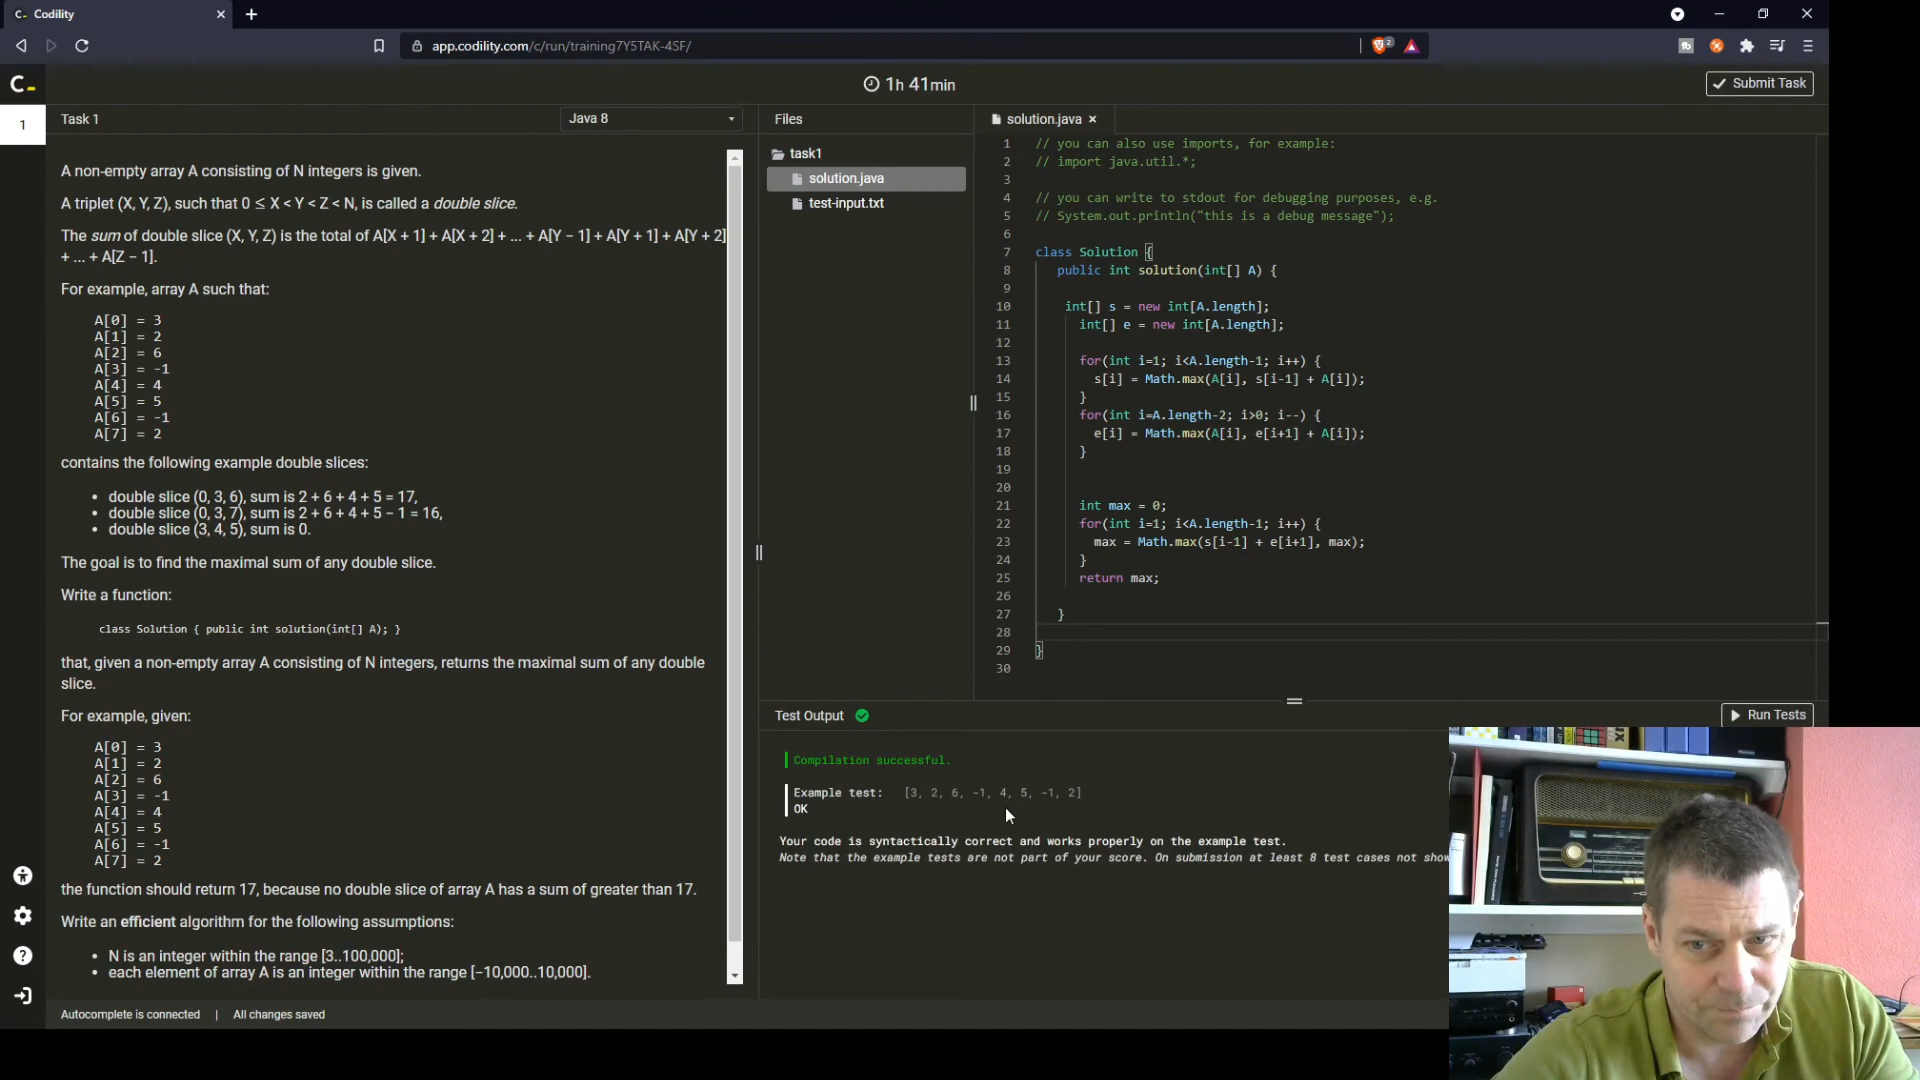 Codility
app.codility.com/c/run/training7Y5TAK-4SF/
2
C
1h 41min
Submit Task
1
Task 1
Java 8
Files
solution.java
A non-empty array A consisting of N integers is given.
A triplet (X, Y, Z), such that 0 ≤ X < Y < Z < N, is called a double slice.
The sum of double slice (X, Y, Z) is the total of A[X + 1] + A[X + 2] + ... + A[Y − 1] + A[Y + 1] + A[Y + 2]
+ ... + A[Z − 1].
For example, array A such that:
A[0] = 3
A[1] = 2
A[2] = 6
A[3] = -1
A[4] = 4
A[5] = 5
A[6] = -1
A[7] = 2
contains the following example double slices:
• double slice (0, 3, 6), sum is 2 + 6 + 4 + 5 = 17,
• double slice (0, 3, 7), sum is 2 + 6 + 4 + 5 − 1 = 16,
• double slice (3, 4, 5), sum is 0.
The goal is to find the maximal sum of any double slice.
Write a function:
class Solution { public int solution(int[] A); }
that, given a non-empty array A consisting of N integers, returns the maximal sum of any double
slice.
For example, given:
A[0] = 3
A[1] = 2
A[2] = 6
A[3] = -1
A[4] = 4
A[5] = 5
A[6] = -1
A[7] = 2
the function should return 17, because no double slice of array A has a sum of greater than 17.
Write an efficient algorithm for the following assumptions:
• N is an integer within the range [3..100,000];
• each element of array A is an integer within the range [−10,000..10,000].
Autocomplete is connected | All changes saved
task1
solution.java
test-input.txt
1 // you can also use imports, for example:
2 // import java.util.*;
3
4 // you can write to stdout for debugging purposes, e.g.
5 // System.out.println("this is a debug message");
6
7 class Solution {
8 public int solution(int[] A) {
9
10 int[] s = new int[A.length];
11 int[] e = new int[A.length];
12
13 for(int i=1; i<A.length-1; i++) {
14 s[i] = Math.max(A[i], s[i-1] + A[i]);
15 }
16 for(int i=A.length-2; i>0; i--) {
17 e[i] = Math.max(A[i], e[i+1] + A[i]);
18 }
19
20
21 int max = 0;
22 for(int i=1; i<A.length-1; i++) {
23 max = Math.max(s[i-1] + e[i+1], max);
24 }
25 return max;
26
27 }
28
29 }
30
Test Output
Run Tests
Compilation successful.
Example test: [3, 2, 6, -1, 4, 5, -1, 2]
OK
Your code is syntactically correct and works properly on the example test.
Note that the example tests are not part of your score. On submission at least 8 test cases not